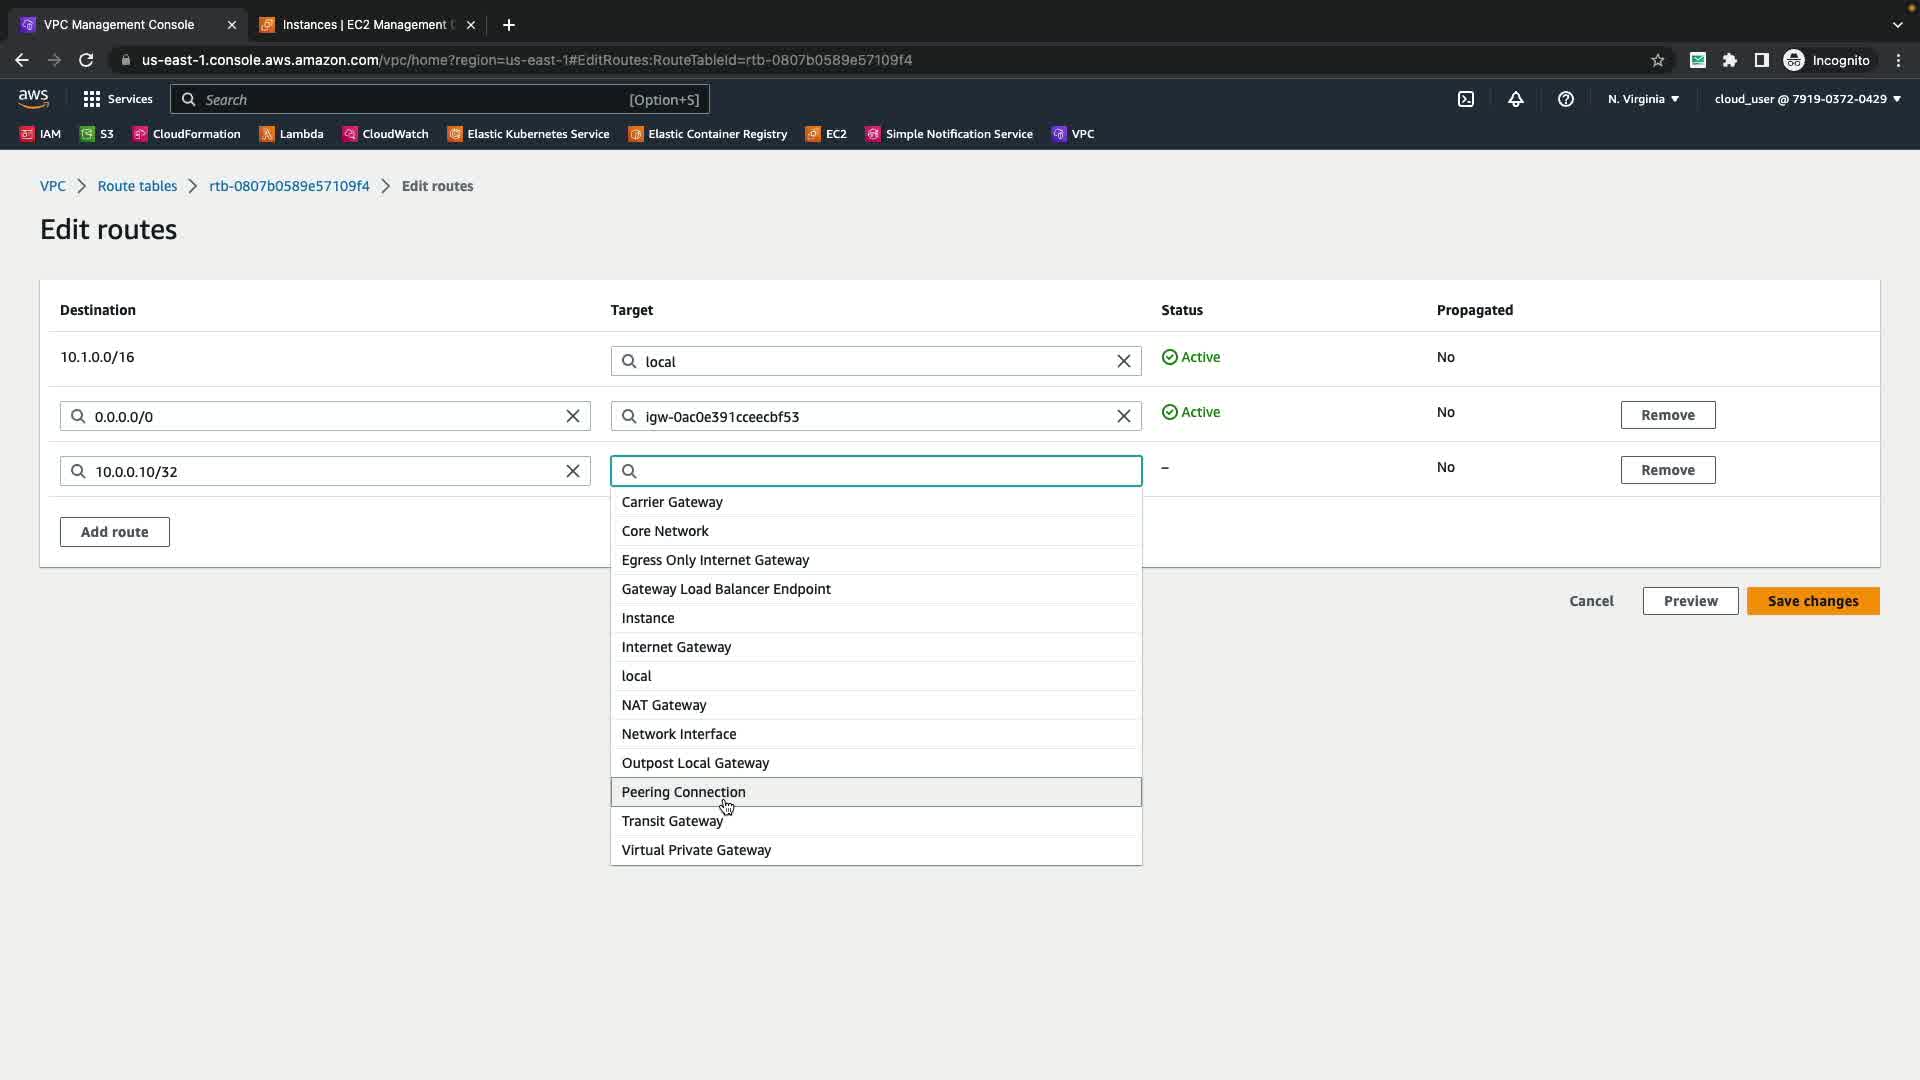 VPC Management Console
Instances | EC2 Management
us-east-1.console.aws.amazon.com/vpc/home?region=us-east-1#EditRoutes:RouteTableId=rtb-0807b0589e57109f4
Incognito
aws
Services
Search
[Option+S]
N. Virginia
cloud_user @ 7919-0372-0429
IAM
S3
CloudFormation
Lambda
CloudWatch
Elastic Kubernetes Service
Elastic Container Registry
EC2
Simple Notification Service
VPC
VPC
Route tables
rtb-0807b0589e57109f4
Edit routes
Edit routes
Destination
Target
Status
Propagated
10.1.0.0/16
local
Active
No
0.0.0.0/0
igw-0ac0e391cceecbf53
Active
No
Remove
10.0.0.10/32
–
No
Remove
Carrier Gateway
Core Network
Egress Only Internet Gateway
Gateway Load Balancer Endpoint
Instance
Internet Gateway
local
NAT Gateway
Network Interface
Outpost Local Gateway
Peering Connection
Transit Gateway
Virtual Private Gateway
Add route
Cancel
Preview
Save changes